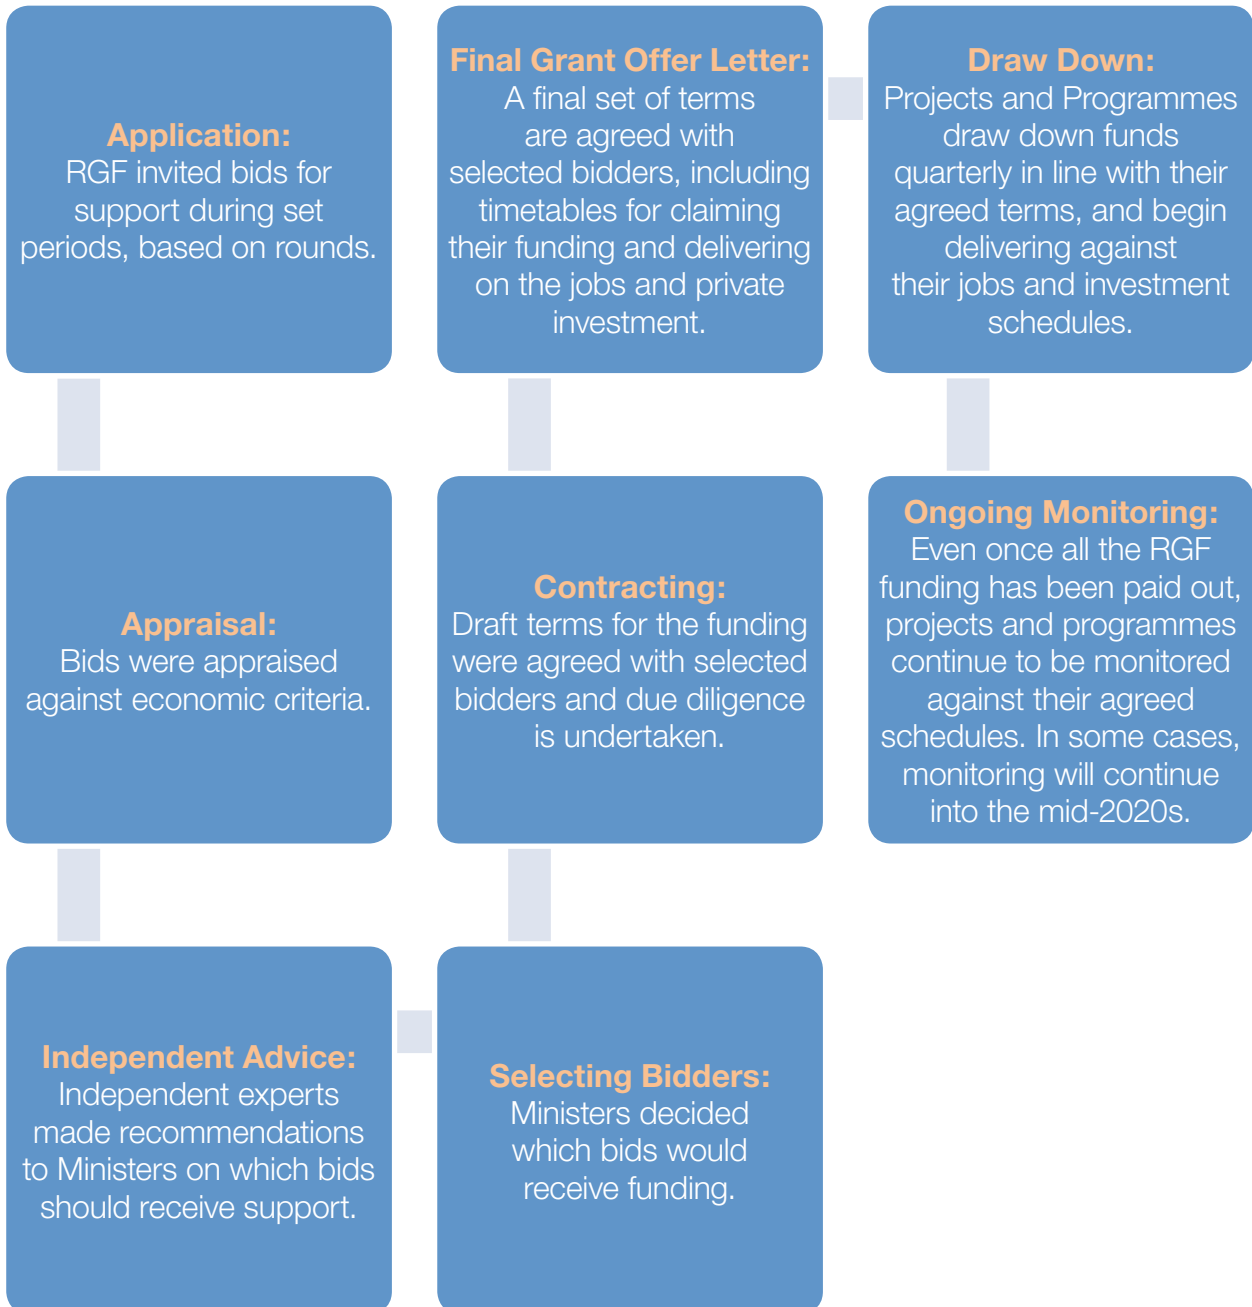 Application:
RGF invited bids for
support during set
periods, based on rounds.
Appraisal:
Bids were appraised
against economic criteria.
Independent Advice:
Independent experts
made recommendations
to Ministers on which bids
should receive support.
Selecting Bidders:
Ministers decided
which bids would
receive funding.
Contracting:
Draft terms for the funding
were agreed with selected
bidders and due diligence
is undertaken.
Final Grant Offer Letter:
A final set of terms
are agreed with
selected bidders, including
timetables for claiming
their funding and delivering
on the jobs and private
investment.
Draw Down:
Projects and Programmes
draw down funds
quarterly in line with their
agreed terms, and begin
delivering against
their jobs and investment
schedules.
Ongoing Monitoring:
Even once all the RGF
funding has been paid out,
projects and programmes
continue to be monitored
against their agreed
schedules. In some cases,
monitoring will continue
into the mid-2020s.